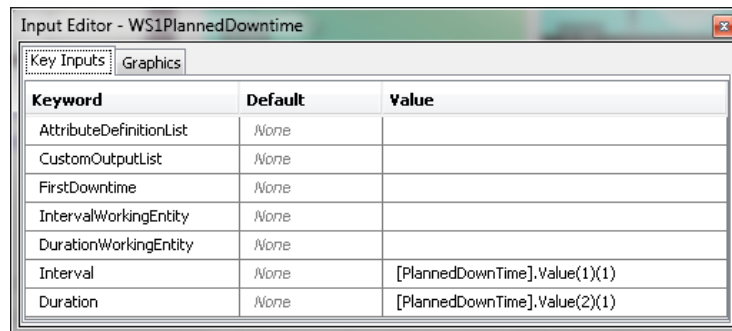 Input Editor - WS1PlannedDowntime
Key Inputs Graphics
Keyword Default Value
AttributeDefinitionList None
CustomOutputList None
FirstDowntime None
IntervalWorkingEntity None
DurationWorkingEntity None
Interval None [PlannedDownTime].Value(1)(1)
Duration None [PlannedDownTime].Value(2)(1)